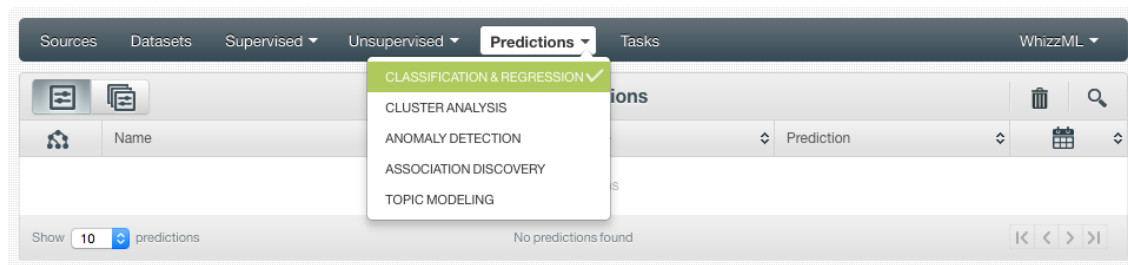 Sources Datasets Supervised Unsupervised Predictions Tasks WhizzML
CLASSIFICATION & REGRESSION
ions
CLUSTER ANALYSIS
Name Prediction
ANOMALY DETECTION
ASSOCIATION DISCOVERY
TOPIC MODELING
Show 10 predictions No predictions found